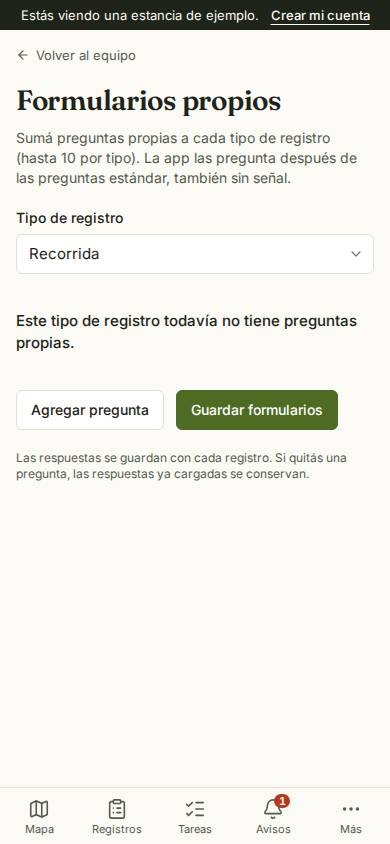 Estás viendo una estancia de ejemplo. Crear mi cuenta
Volver al equipo
Formularios propios
Sumá preguntas propias a cada tipo de registro
(hasta 10 por tipo). La app las pregunta después de
las preguntas estándar, también sin señal.
Tipo de registro
Recorrida
Este tipo de registro todavía no tiene preguntas
propias.
Agregar pregunta Guardar formularios
Las respuestas se guardan con cada registro. Si quitás una
pregunta, las respuestas ya cargadas se conservan.
1
Mapa Registros Tareas Avisos Más